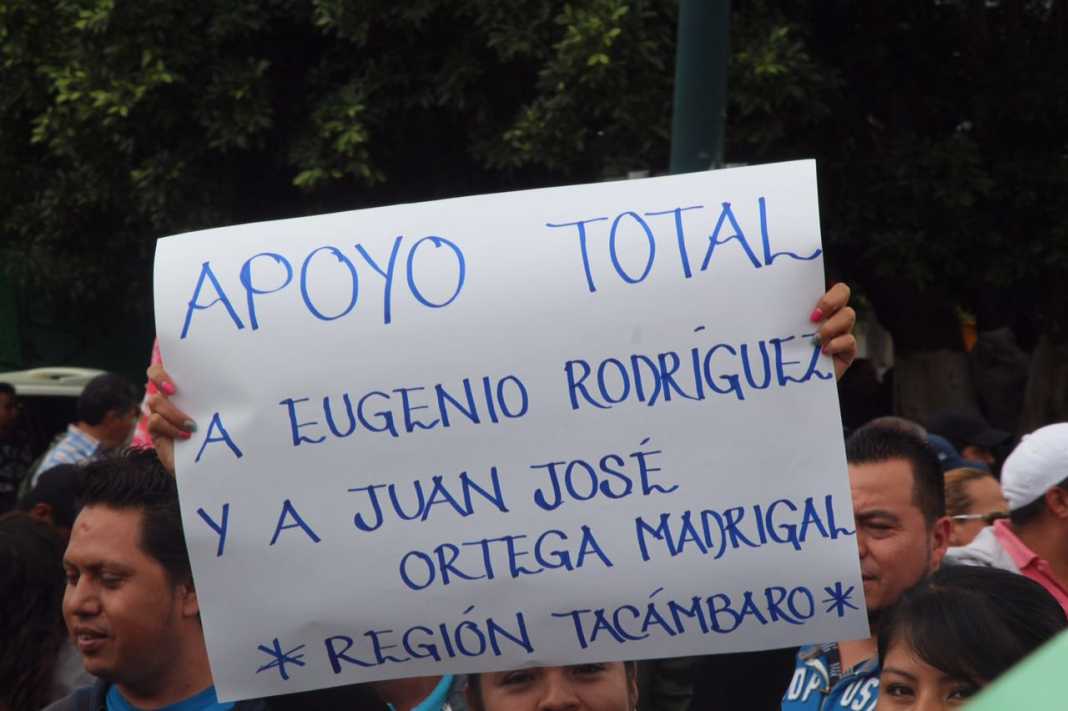 APOYO TOTAL
A EUGENIO RODRÍGUEZ
Y A JUAN JOSÉ
ORTEGA MADRIGAL
* REGIÓN TACÁMBARO *